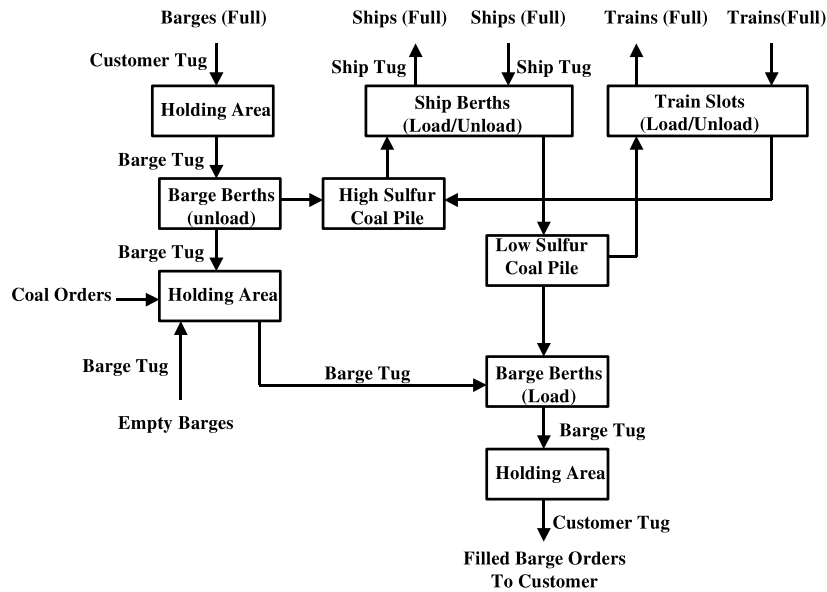 Barges (Full)
Ships (Full)
Ships (Full)
Trains (Full)
Trains(Full)
Customer Tug
Ship Tug
Ship Tug
Holding Area
Ship Berths
(Load/Unload)
Train Slots
(Load/Unload)
Barge Tug
Barge Berths
(unload)
High Sulfur
Coal Pile
Barge Tug
Low Sulfur
Coal Pile
Coal Orders
Holding Area
Barge Tug
Empty Barges
Barge Tug
Barge Berths
(Load)
Barge Tug
Holding Area
Customer Tug
Filled Barge Orders
To Customer